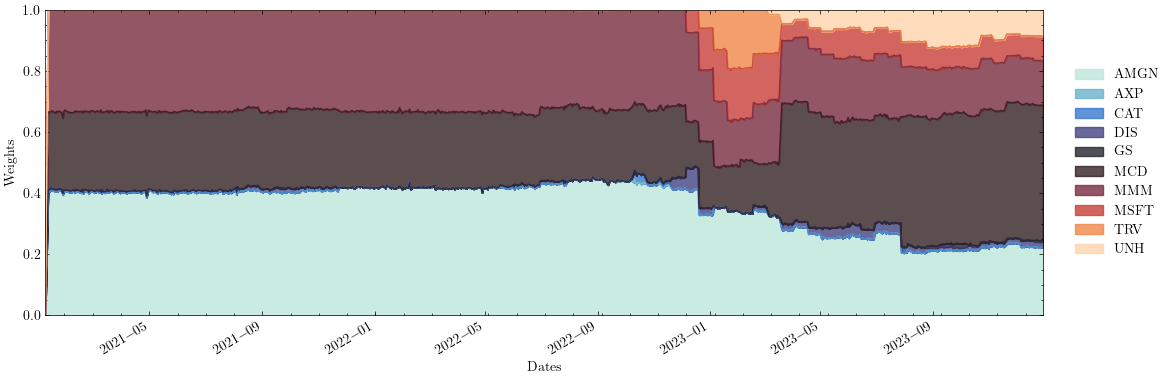 Weights
1.0
0.8
0.6
0.4
0.2
0.0
2021−05
2021−09
2022−01
2022−05
2022−09
2023−01
2023−05
2023−09
Dates
AMGN
AXP
CAT
DIS
GS
MCD
MMM
MSFT
TRV
UNH